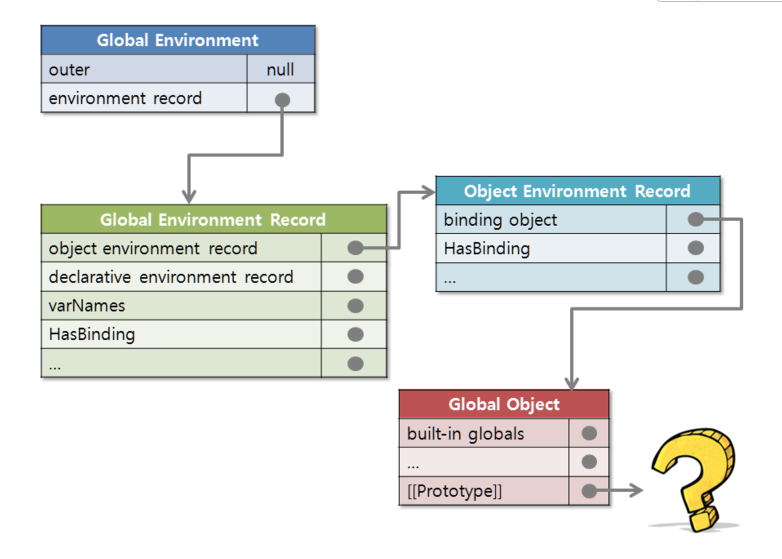 Global Environment
outer null
environment record
Global Environment Record
object environment record
declarative environment record
varNames
HasBinding
...
Object Environment Record
binding object
HasBinding
...
Global Object
built-in globals
...
[[Prototype]]
?